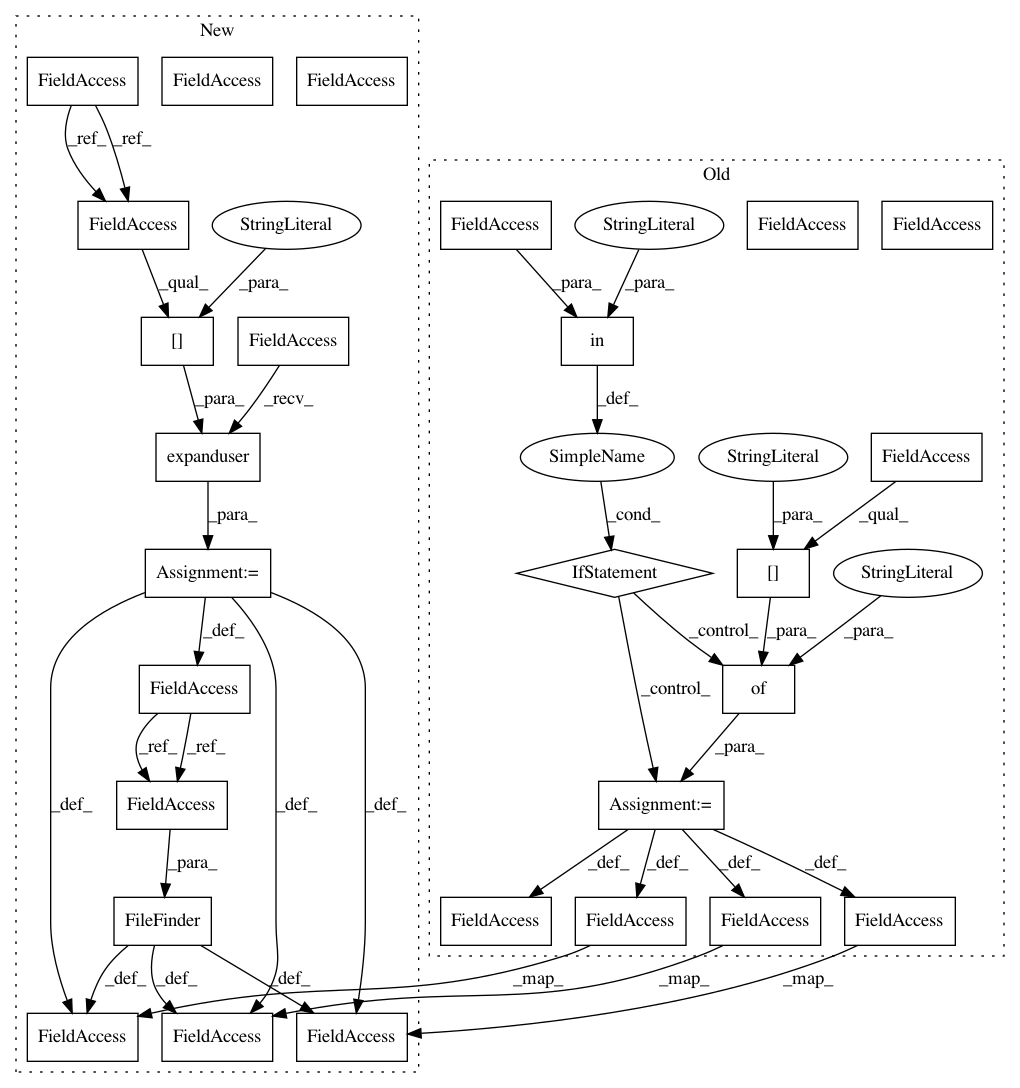 New
FieldAccess FieldAccess FieldAccess
_ref_ _ref_
Old
FieldAccess StringLiteral FieldAccess StringLiteral FieldAccess FieldAccess
_qual_ _para_ _para_ _para_
[] FieldAccess in
_para_ _recv_ _def_
expanduser SimpleName StringLiteral FieldAccess
_para_ _cond_ _para_ _qual_
Assignment:= IfStatement [] StringLiteral
_def_ _control_ _para_ _para_
FieldAccess _control_ of
_ref_ _ref_ _para_
_def_ FieldAccess _def_ _def_ Assignment:=
_para_ _def_ _def_ _def_ _def_
FileFinder FieldAccess FieldAccess FieldAccess FieldAccess
_def_ _def_ _def_ _map_ _map_ _map_
FieldAccess FieldAccess FieldAccess